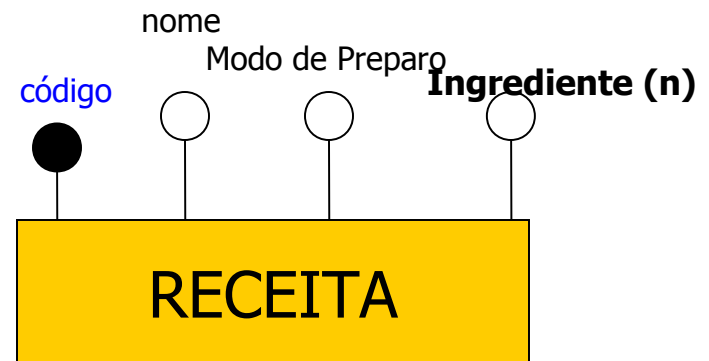 nome
Modo de Preparo
Ingrediente (n)
código
RECEITA